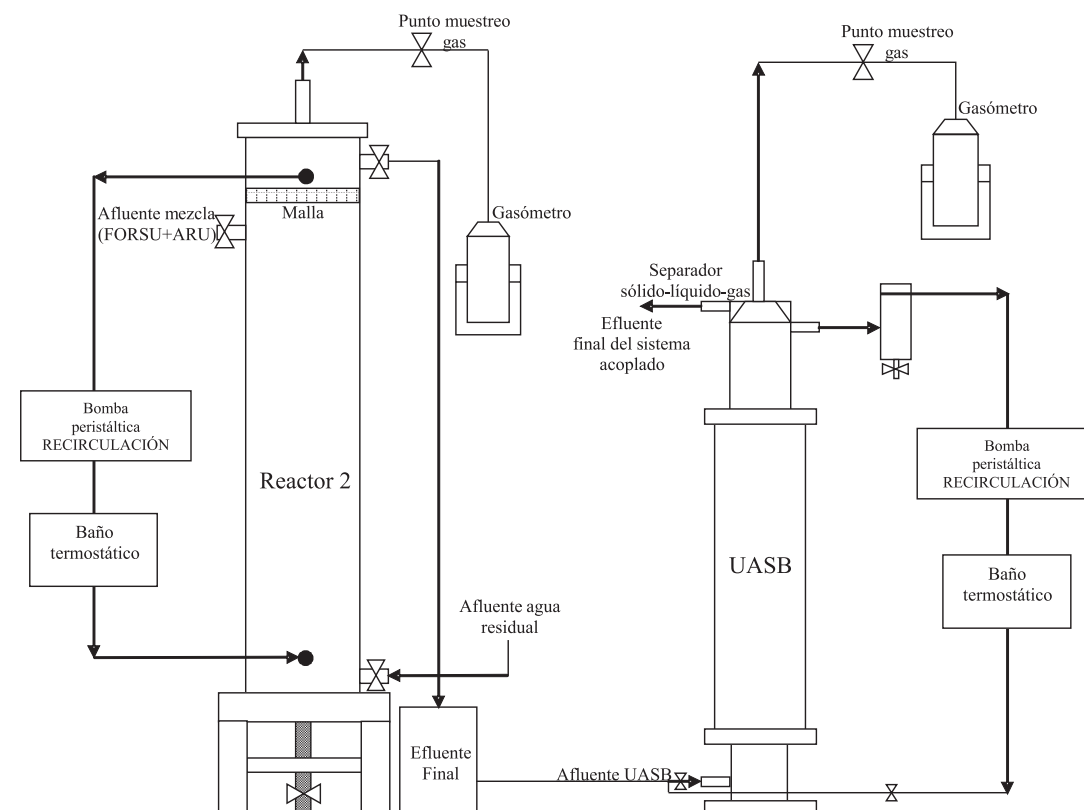 Punto muestreo
gas
Punto muestreo
gas
Gasómetro
Afluente mezcla
(FORSU+ARU)
Malla
Gasómetro
Separador
sólido-líquido-gas
Efluente
final del sistema
acoplado
Bomba
peristáltica
RECIRCULACIÓN
Reactor 2
Baño
termostático
Bomba
peristáltica
RECIRCULACIÓN
UASB
Baño
termostático
Afluente agua
residual
Efluente
Final
Afluente UASB